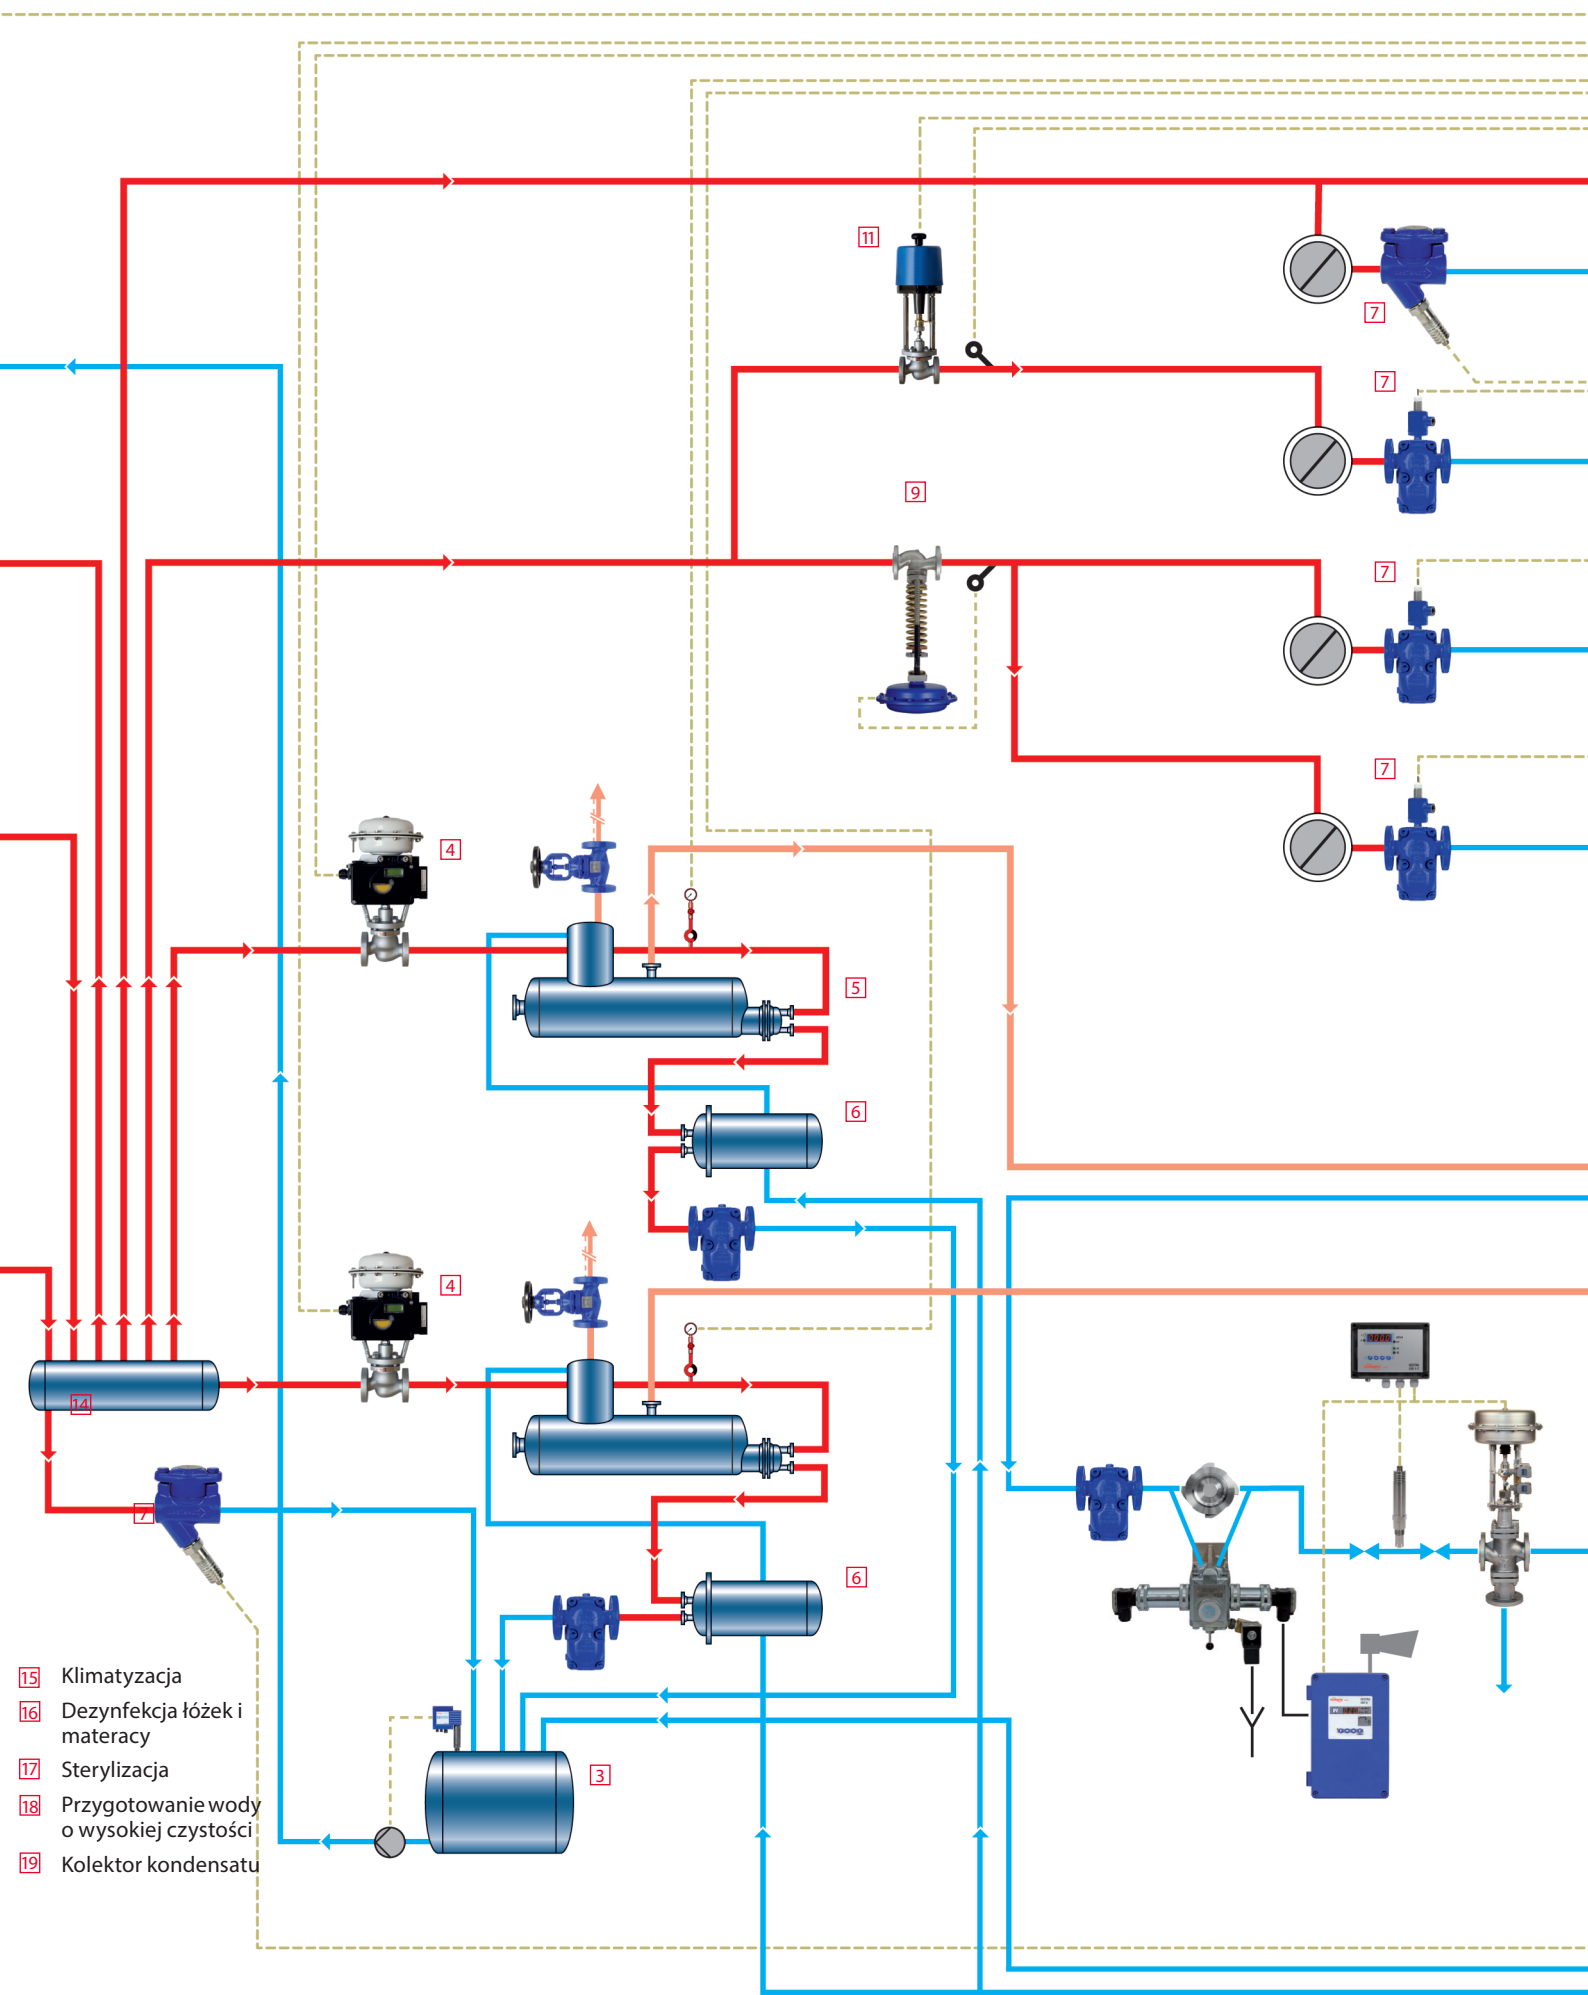 11
7
7
9
7
7
4
5
6
4
14
7
6
3
15 Klimatyzacja
16 Dezynfekcja łóżek i
materacy
17 Sterylizacja
18 Przygotowanie wody
o wysokiej czystości
19 Kolektor kondensatu